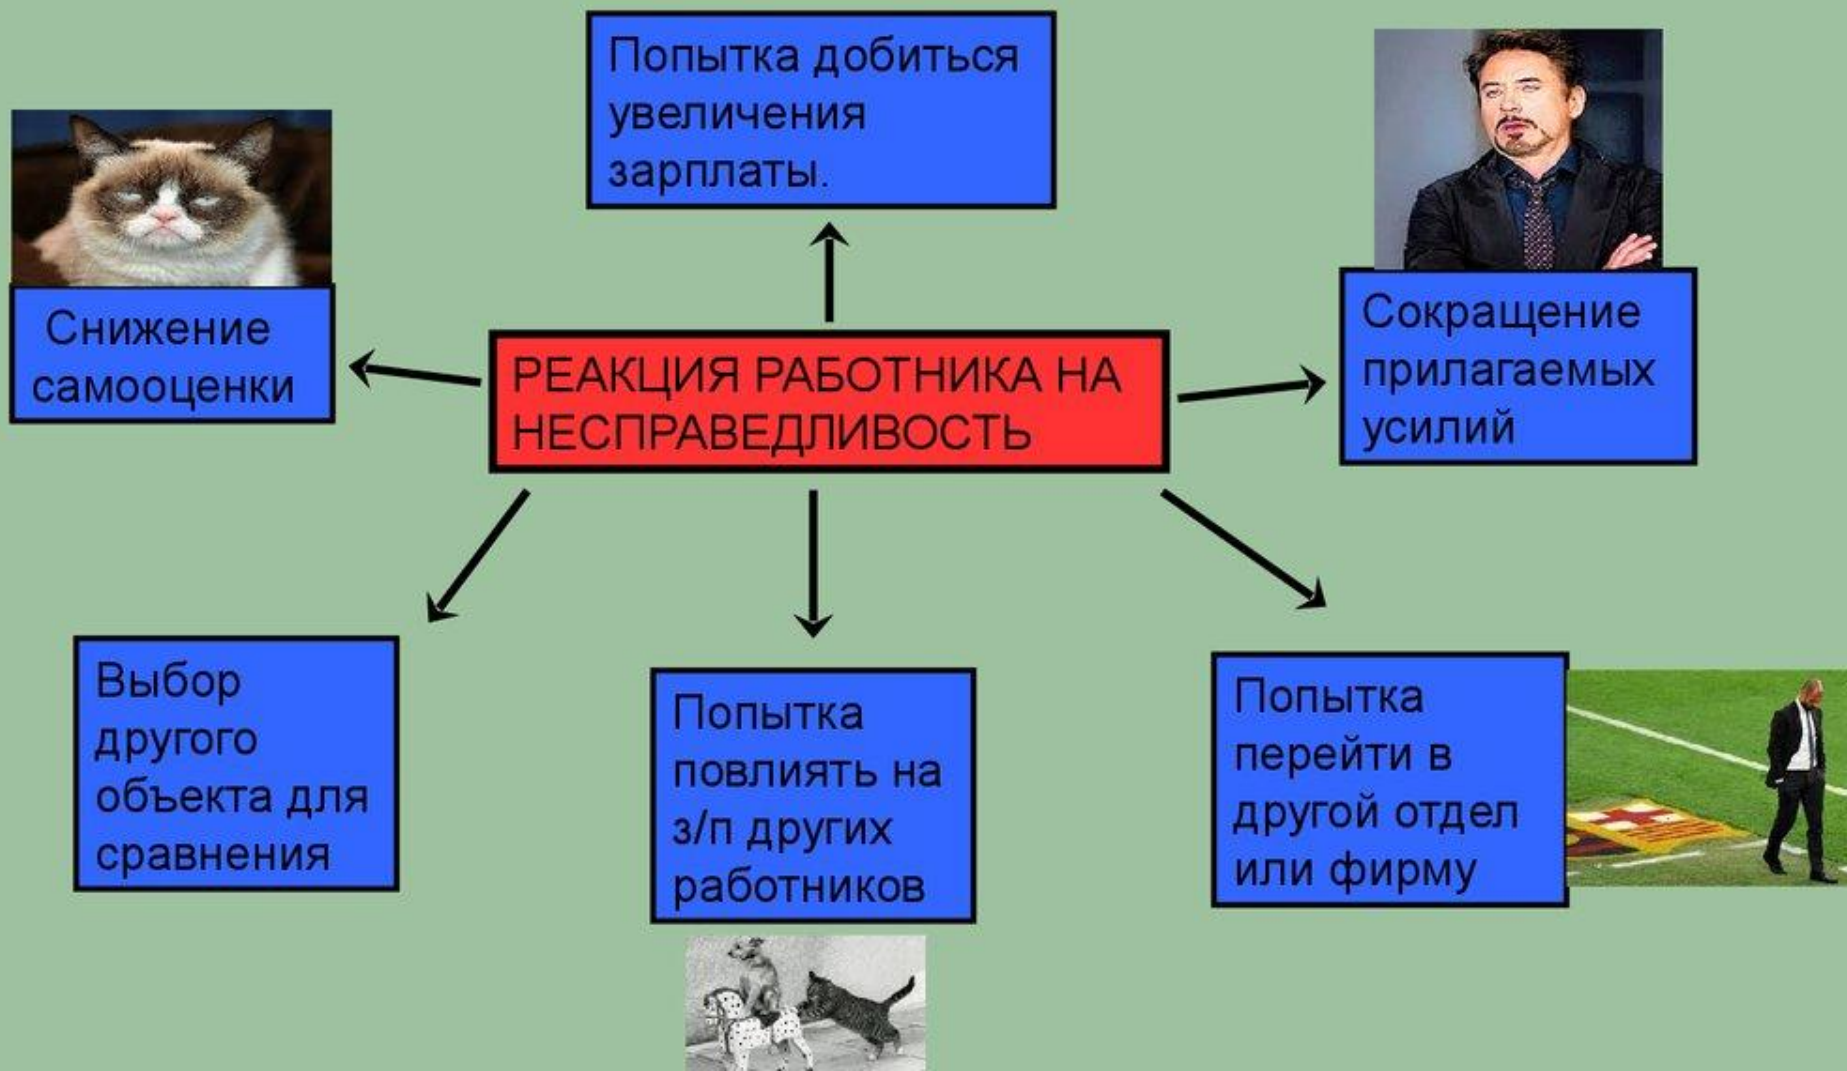 Попытка добиться
увеличения
зарплаты.
Снижение
самооценки
РЕАКЦИЯ РАБОТНИКА НА
НЕСПРАВЕДЛИВОСТЬ
Сокращение
прилагаемых
усилий
Выбор
другого
объекта для
сравнения
Попытка
повлиять на
з/п других
работников
Попытка
перейти в
другой отдел
или фирму